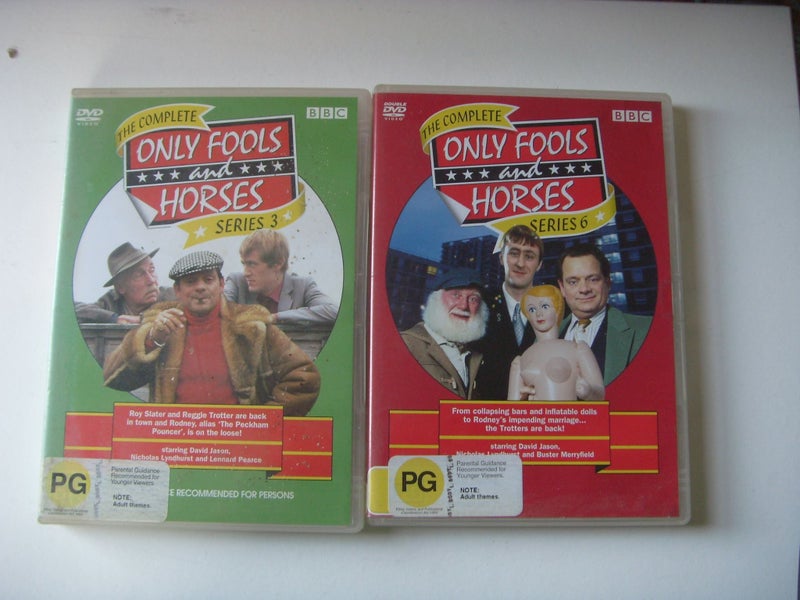 DVD
VIDEO
BBC
THE COMPLETE
ONLY FOOLS
and
HORSES
SERIES 3
Roy Slater and Reggie Trotter are back
in town and Rodney, alias 'The Peckham
Pouncer', is on the loose!
starring David Jason,
Nicholas Lyndhurst and Lennard Pearce
PG
Parental Guidance
Recommended for
Younger Viewers.
NOTE:
Adult themes.
CE RECOMMENDED FOR PERSONS
DOUBLE
DVD
VIDEO
BBC
THE COMPLETE
ONLY FOOLS
and
HORSES
SERIES 6
From collapsing bars and inflatable dolls
to Rodney's impending marriage...
the Trotters are back!
starring David Jason,
Nicholas Lyndhurst and Buster Merryfield
PG
Parental Guidance
Recommended for
Younger Viewers.
NOTE:
Adult themes.